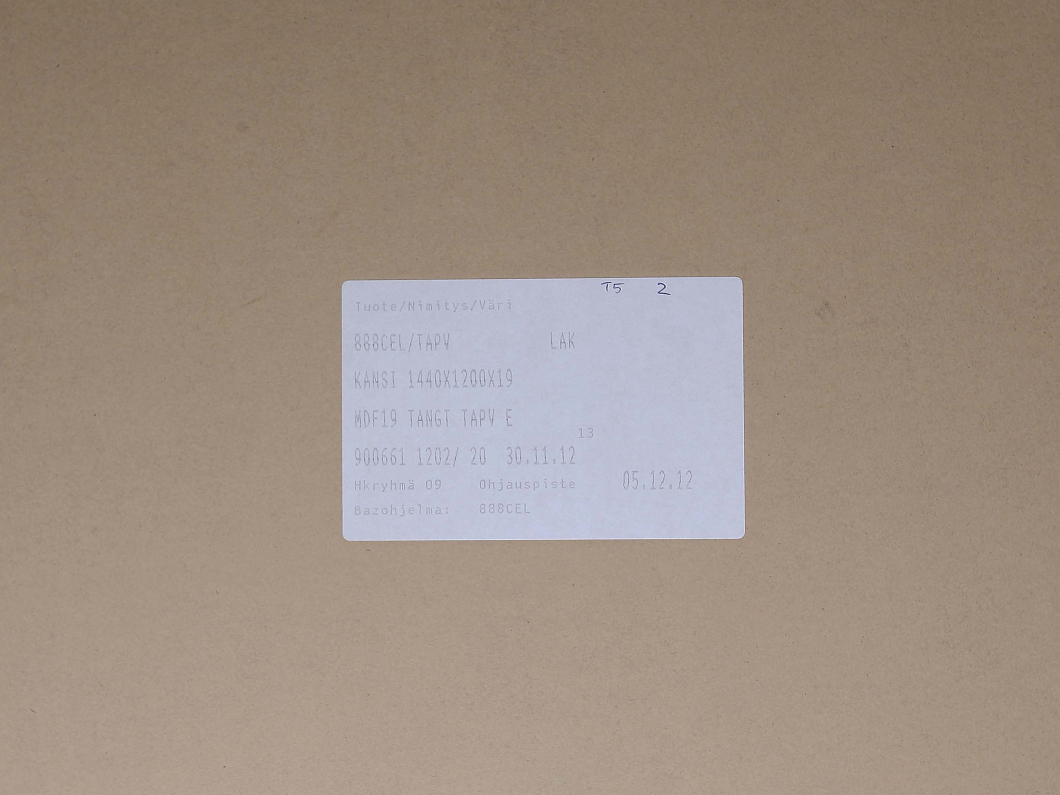 T5 2
Tuote/Nimitys/Väri
888CEL/TAPV LAK
KANSI 1440X1200X19
MDF19 TANGT TAPV E
13
900661 1202/ 20 30.11.12
Hkryhmä 09 Ohjauspiste 05.12.12
Bazohjelma: 888CEL